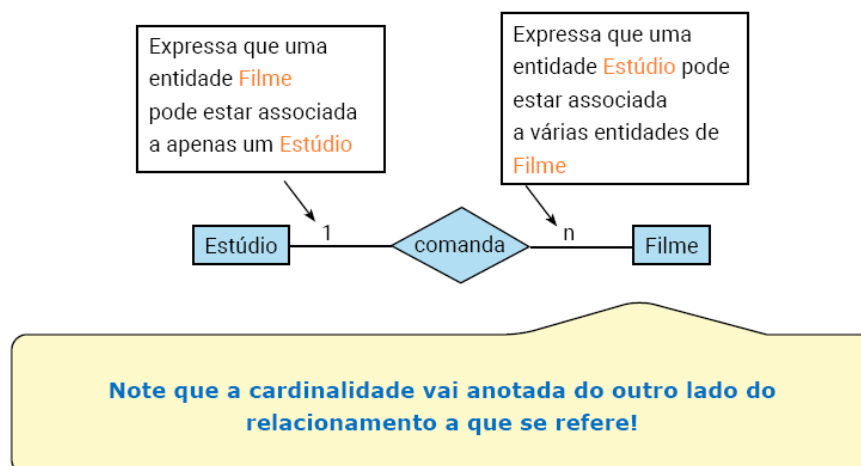 Expressa que uma
entidade Filme
pode estar associada
a apenas um Estúdio
Expressa que uma
entidade Estúdio pode
estar associada
a várias entidades de
Filme
Estúdio
1
comanda
n
Filme
Note que a cardinalidade vai anotada do outro lado do
relacionamento a que se refere!